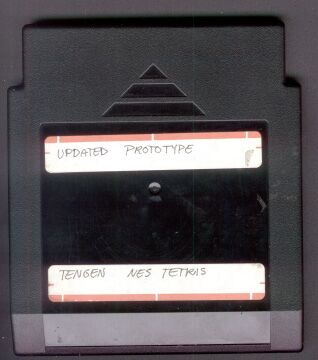 UPDATED PROTOTYPE
TENGEN NES TETRIS